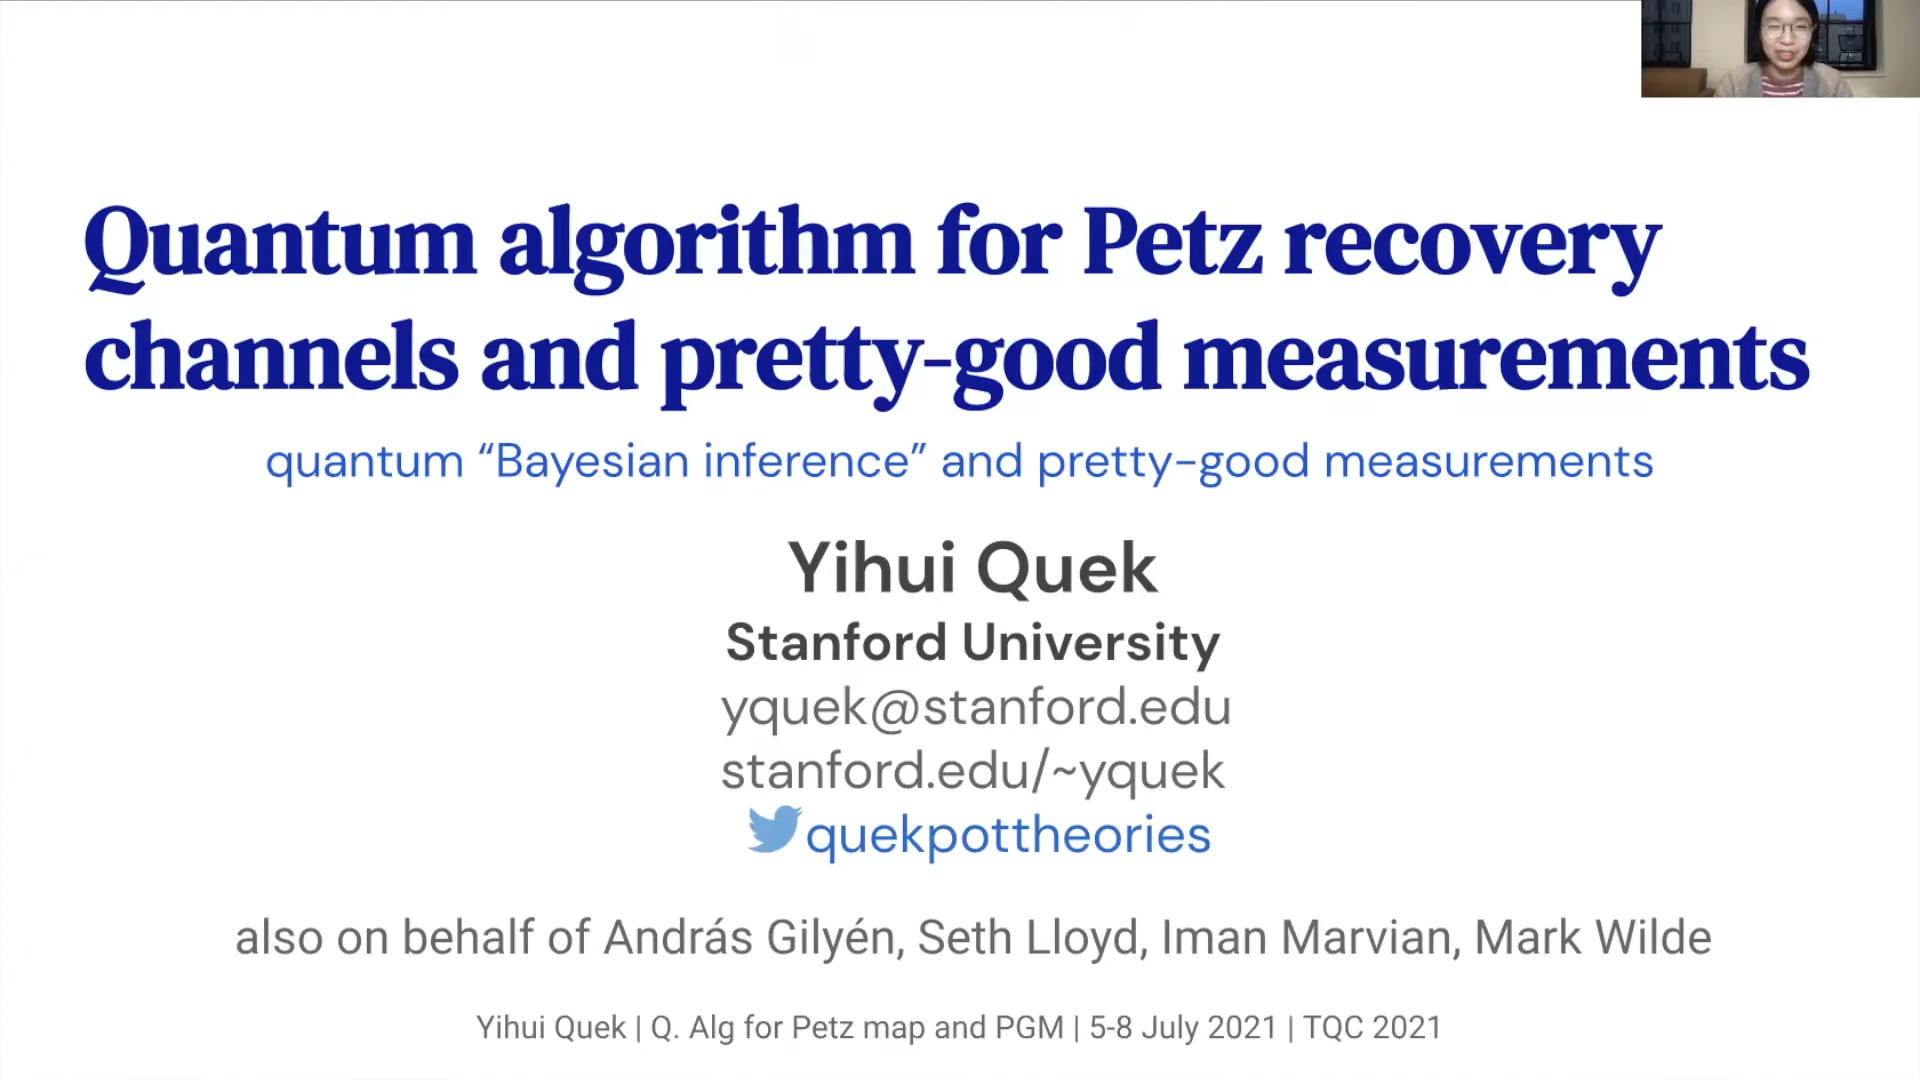 Quantum algorithm for Petz recovery
channels and pretty-good measurements
quantum “Bayesian inference” and pretty-good measurements
Yihui Quek
Stanford University
yquek@stanford.edu
stanford.edu/~yquek
quekpottheories
also on behalf of András Gilyén, Seth Lloyd, Iman Marvian, Mark Wilde
Yihui Quek | Q. Alg for Petz map and PGM | 5-8 July 2021 | TQC 2021